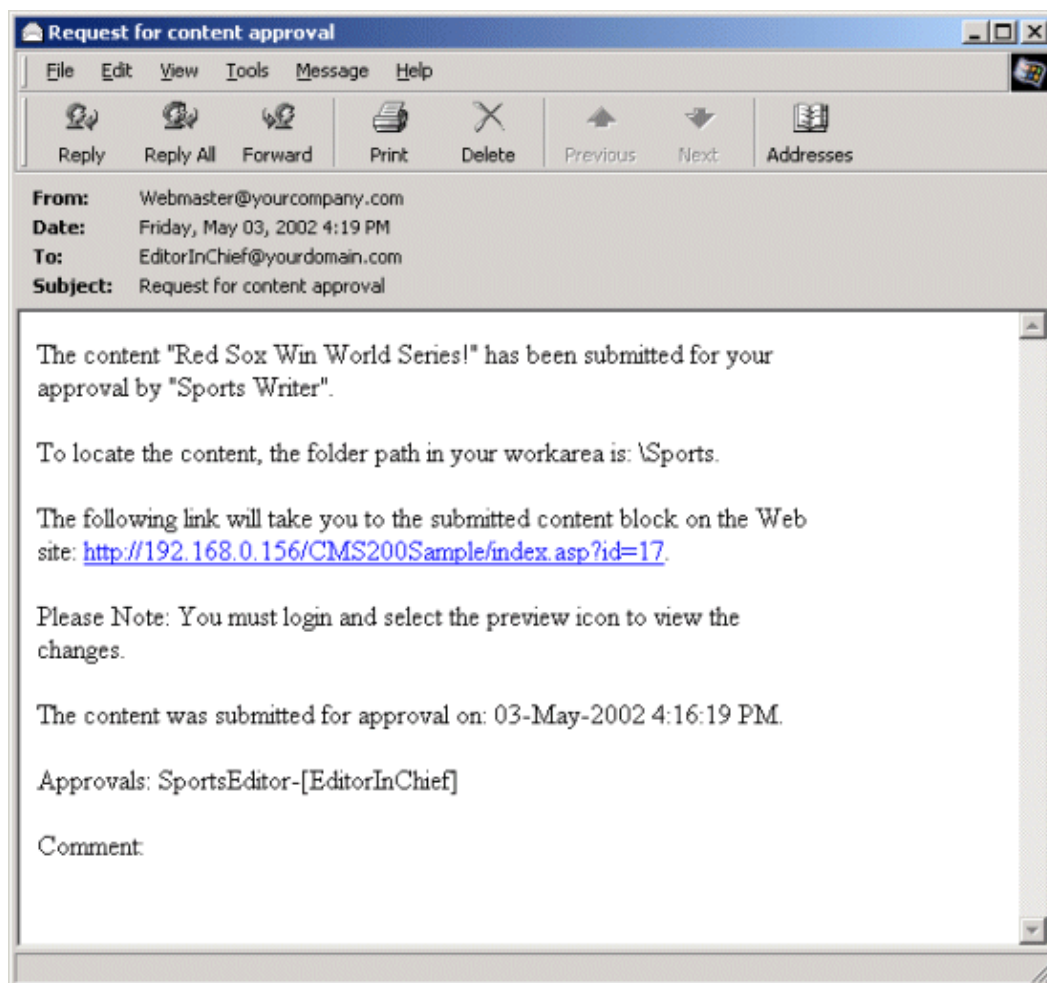 Request for content approval
File Edit View Tools Message Help
Reply Reply All Forward Print Delete Previous Next Addresses
From: Webmaster@yourcompany.com
Date: Friday, May 03, 2002 4:19 PM
To: EditorInChief@yourdomain.com
Subject: Request for content approval
The content "Red Sox Win World Series!" has been submitted for your
approval by "Sports Writer".
To locate the content, the folder path in your workarea is: \Sports.
The following link will take you to the submitted content block on the Web
site: http://192.168.0.156/CMS200Sample/index.asp?id=17.
Please Note: You must login and select the preview icon to view the
changes.
The content was submitted for approval on: 03-May-2002 4:16:19 PM.
Approvals: SportsEditor-[EditorInChief]
Comment: